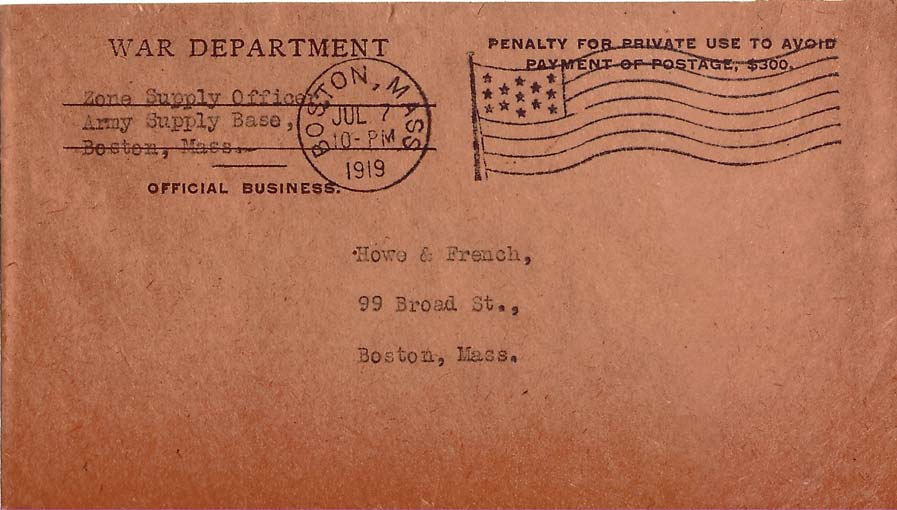 WAR DEPARTMENT
Zone Supply Officer,
Army Supply Base,
Boston, Mass.
OFFICIAL BUSINESS.
BOSTON, MASS
JUL 7
10-PM
1919
PENALTY FOR PRIVATE USE TO AVOID
PAYMENT OF POSTAGE, $300.
Howe & French,
99 Broad St.,
Boston, Mass.